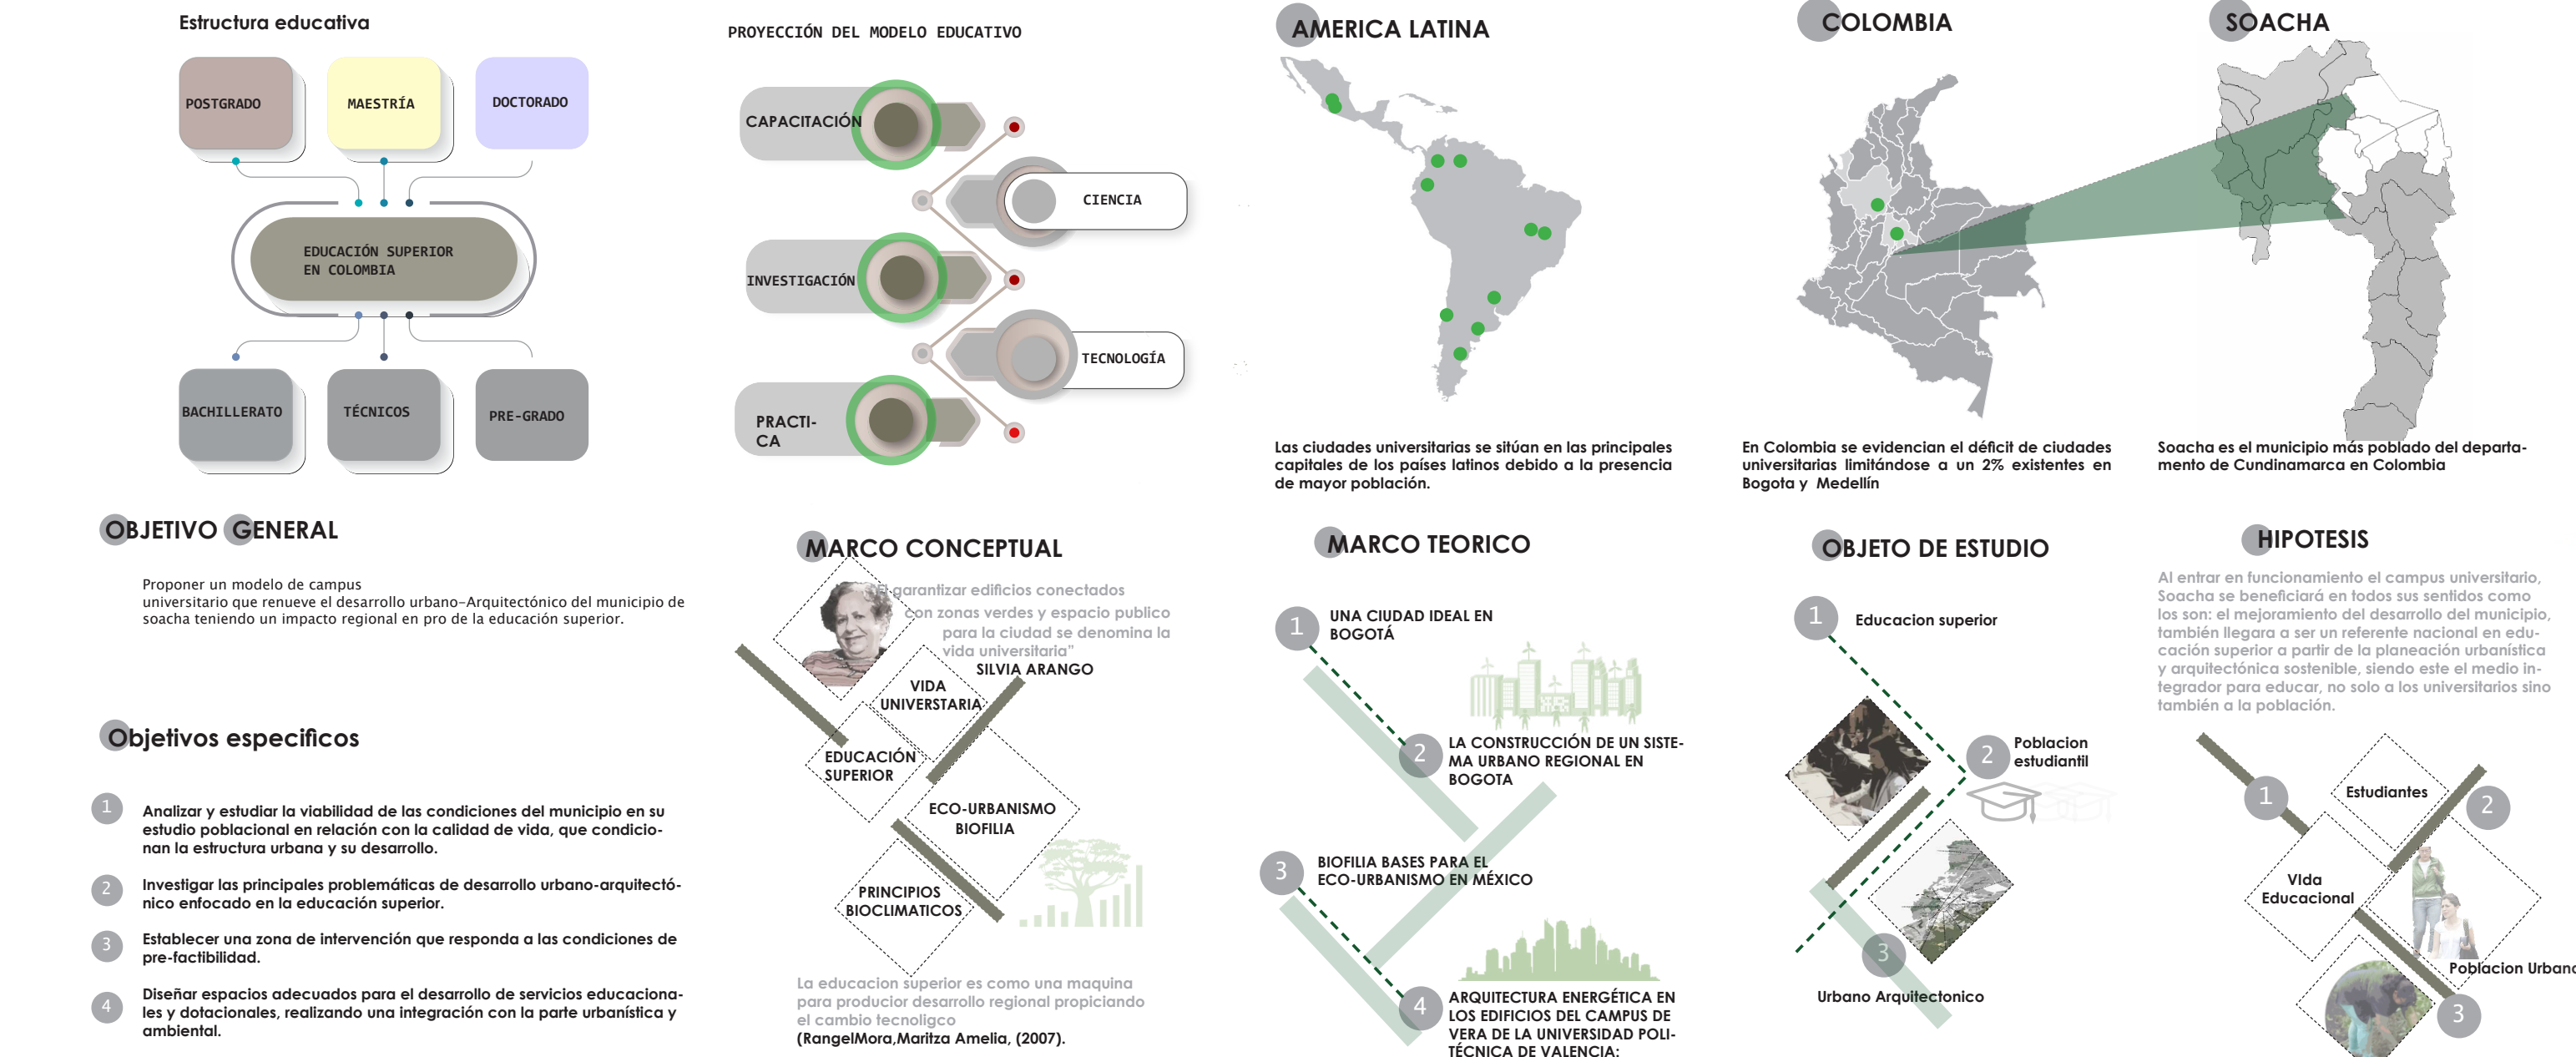 Estructura educativa
POSTGRADO
MAESTRÍA
DOCTORADO
EDUCACIÓN SUPERIOR
EN COLOMBIA
BACHILLERATO
TÉCNICOS
PRE-GRADO
PROYECCIÓN DEL MODELO EDUCATIVO
CAPACITACIÓN
CIENCIA
INVESTIGACIÓN
TECNOLOGÍA
PRACTI-
CA
AMERICA LATINA
Las ciudades universitarias se sitúan en las principales
capitales de los países latinos debido a la presencia
de mayor población.
COLOMBIA
En Colombia se evidencian el déficit de ciudades
universitarias limitándose a un 2% existentes en
Bogota y Medellín
SOACHA
Soacha es el municipio más poblado del departa-
mento de Cundinamarca en Colombia
OBJETIVO GENERAL
Proponer un modelo de campus
universitario que renueve el desarrollo urbano-Arquitectónico del municipio de
soacha teniendo un impacto regional en pro de la educación superior.
Objetivos especificos
1
Analizar y estudiar la viabilidad de las condiciones del municipio en su
estudio poblacional en relación con la calidad de vida, que condicio-
nan la estructura urbana y su desarrollo.
2
Investigar las principales problemáticas de desarrollo urbano-arquitectó-
nico enfocado en la educación superior.
3
Establecer una zona de intervención que responda a las condiciones de
pre-factibilidad.
4
Diseñar espacios adecuados para el desarrollo de servicios educaciona-
les y dotacionales, realizando una integración con la parte urbanística y
ambiental.
MARCO CONCEPTUAL
El garantizar edificios conectados
con zonas verdes y espacio publico
para la ciudad se denomina la
vida universitaria"
SILVIA ARANGO
VIDA
UNIVERSTARIA
EDUCACIÓN
SUPERIOR
ECO-URBANISMO
BIOFILIA
PRINCIPIOS
BIOCLIMATICOS
La educacion superior es como una maquina
para producior desarrollo regional propiciando
el cambio tecnoligco
(RangelMora,Maritza Amelia, (2007).
MARCO TEORICO
1
UNA CIUDAD IDEAL EN
BOGOTÁ
2
LA CONSTRUCCIÓN DE UN SISTE-
MA URBANO REGIONAL EN
BOGOTA
3
BIOFILIA BASES PARA EL
ECO-URBANISMO EN MÉXICO
4
ARQUITECTURA ENERGÉTICA EN
LOS EDIFICIOS DEL CAMPUS DE
VERA DE LA UNIVERSIDAD POLI-
TÉCNICA DE VALENCIA:
OBJETO DE ESTUDIO
1
Educacion superior
2
Poblacion
estudiantil
3
Urbano Arquitectonico
HIPOTESIS
Al entrar en funcionamiento el campus universitario,
Soacha se beneficiará en todos sus sentidos como
los son: el mejoramiento del desarrollo del municipio,
también llegara a ser un referente nacional en edu-
cación superior a partir de la planeación urbanística
y arquitectónica sostenible, siendo este el medio in-
tegrador para educar, no solo a los universitarios sino
también a la población.
1
Estudiantes
2
VIda
Educacional
Poblacion Urbana
3